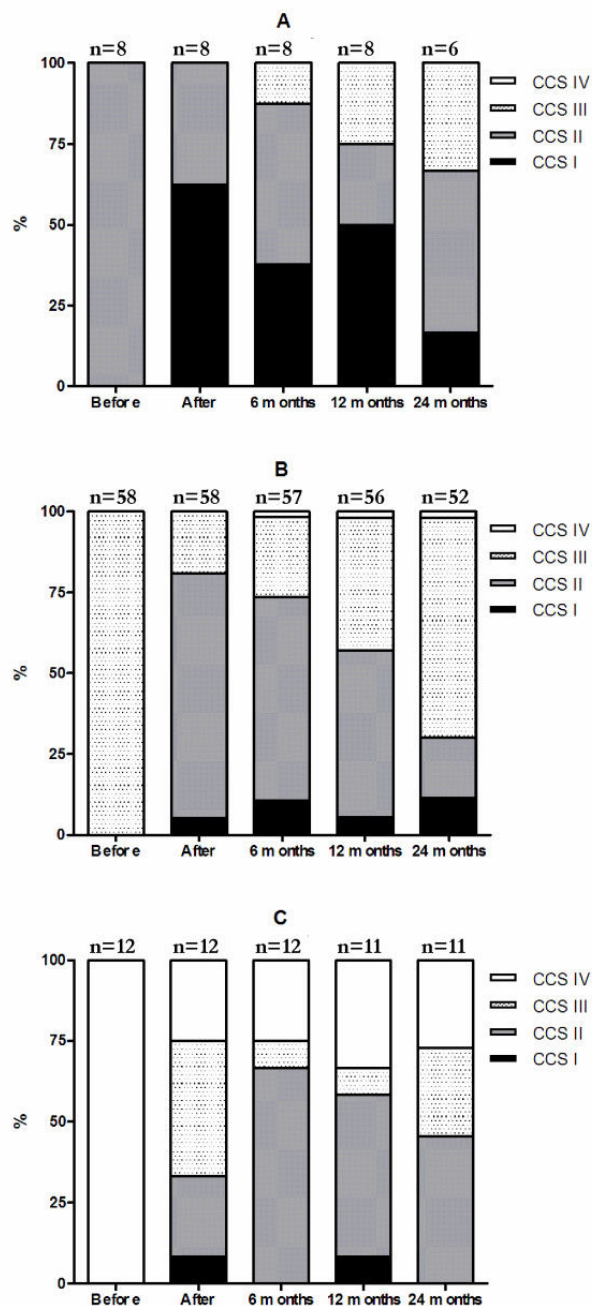 A
n=8 n=8 n=8 n=8 n=6
100
75
50
25
0
%
Before After 6 months 12 months 24 months
CCS IV
CCS III
CCS II
CCS I
B
n=58 n=58 n=57 n=56 n=52
100
75
50
25
0
%
Before After 6 months 12 months 24 months
CCS IV
CCS III
CCS II
CCS I
C
n=12 n=12 n=12 n=11 n=11
100
75
50
25
0
%
Before After 6 months 12 months 24 months
CCS IV
CCS III
CCS II
CCS I